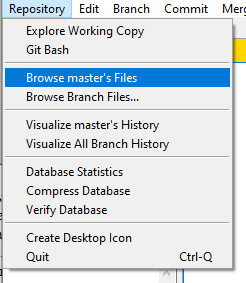 Repository Edit Branch Commit
Explore Working Copy
Git Bash
Browse master's Files
Browse Branch Files...
Visualize master's History
Visualize All Branch History
Database Statistics
Compress Database
Verify Database
Create Desktop Icon
Quit Ctrl-Q